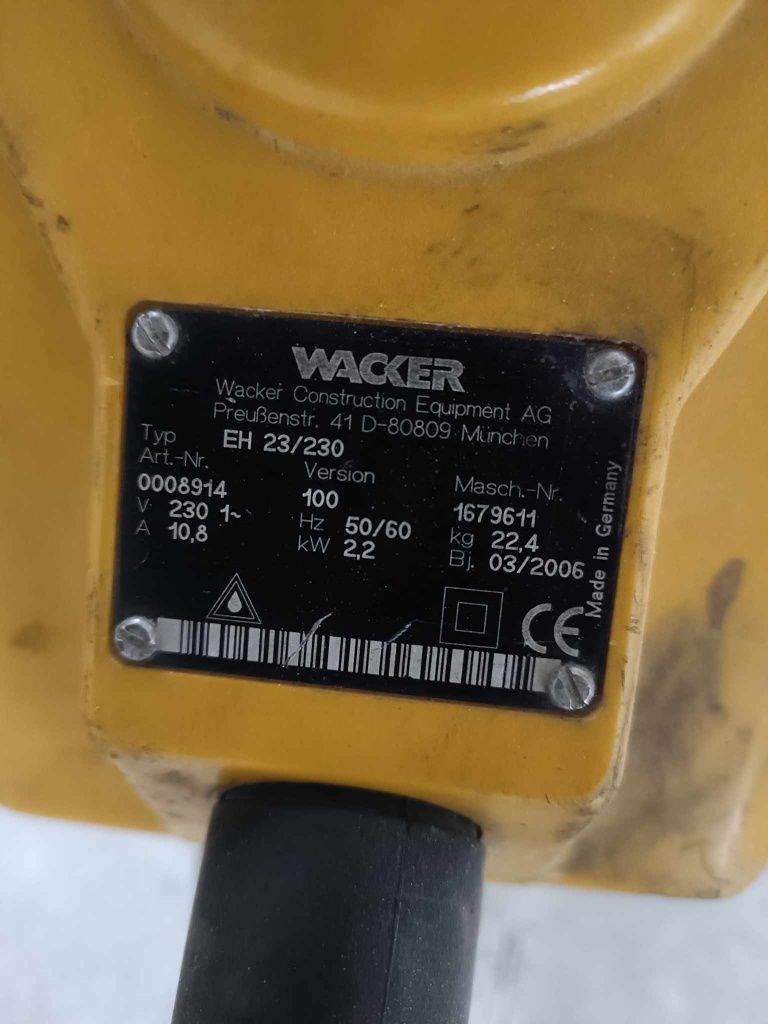 WACKER
Wacker Construction Equipment AG
Preußenstr. 41 D-80809 München
Typ EH 23/230
Art.-Nr. Version Masch.-Nr.
0008914 100 1679611
V 230 1~ Hz 50/60 kg 22,4
A 10,8 kW 2,2 Bj. 03/2006
Made in Germany
CE